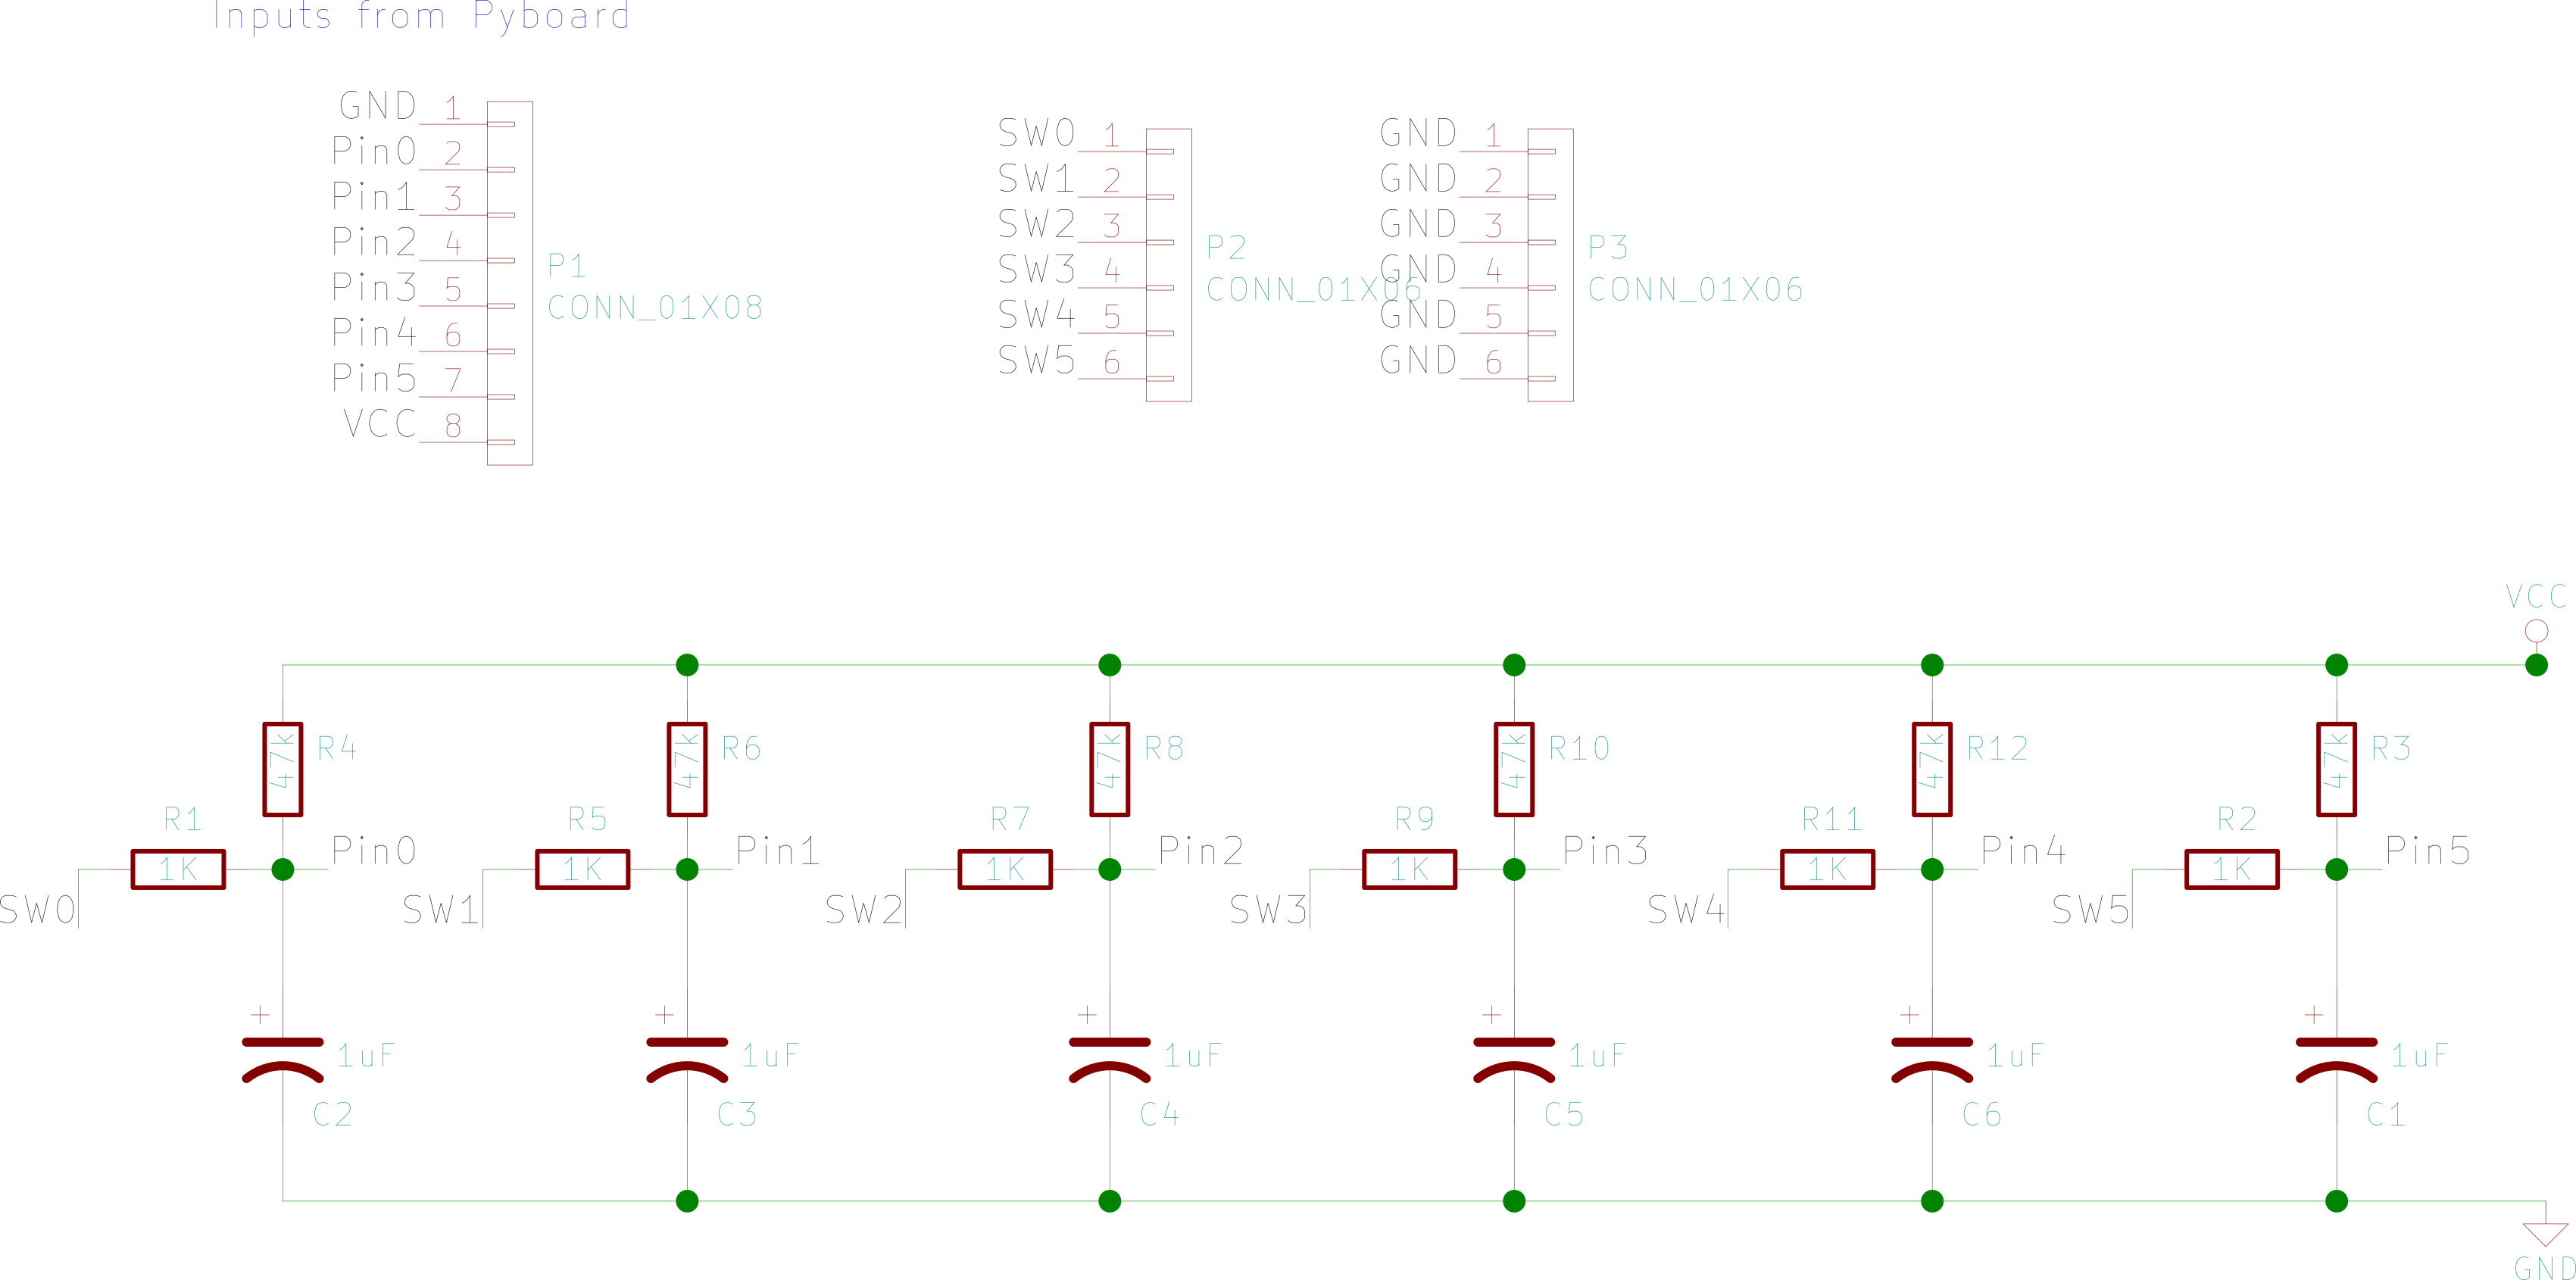 Inputs from Pyboard
GND 1
Pin0 2
Pin1 3
Pin2 4
Pin3 5
Pin4 6
Pin5 7
VCC 8
P1
CONN_01X08
SW0 1
SW1 2
SW2 3
SW3 4
SW4 5
SW5 6
P2
CONN_01X06
GND 1
GND 2
GND 3
GND 4
GND 5
GND 6
P3
CONN_01X06
VCC
47k R4
47k R6
47k R8
47k R10
47k R12
47k R3
R1
R5
R7
R9
R11
R2
1K Pin0
1K Pin1
1K Pin2
1K Pin3
1K Pin4
1K Pin5
SW0
SW1
SW2
SW3
SW4
SW5
+ 1uF
+ 1uF
+ 1uF
+ 1uF
+ 1uF
+ 1uF
C2
C3
C4
C5
C6
C1
GND